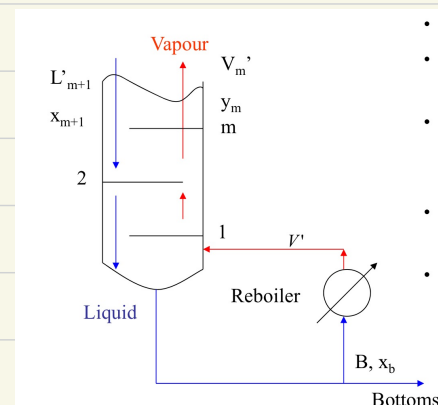 Vapour
L'm+1
Vm'
xm+1
ym
m
2
1
V'
Reboiler
Liquid
B, xb
Bottoms